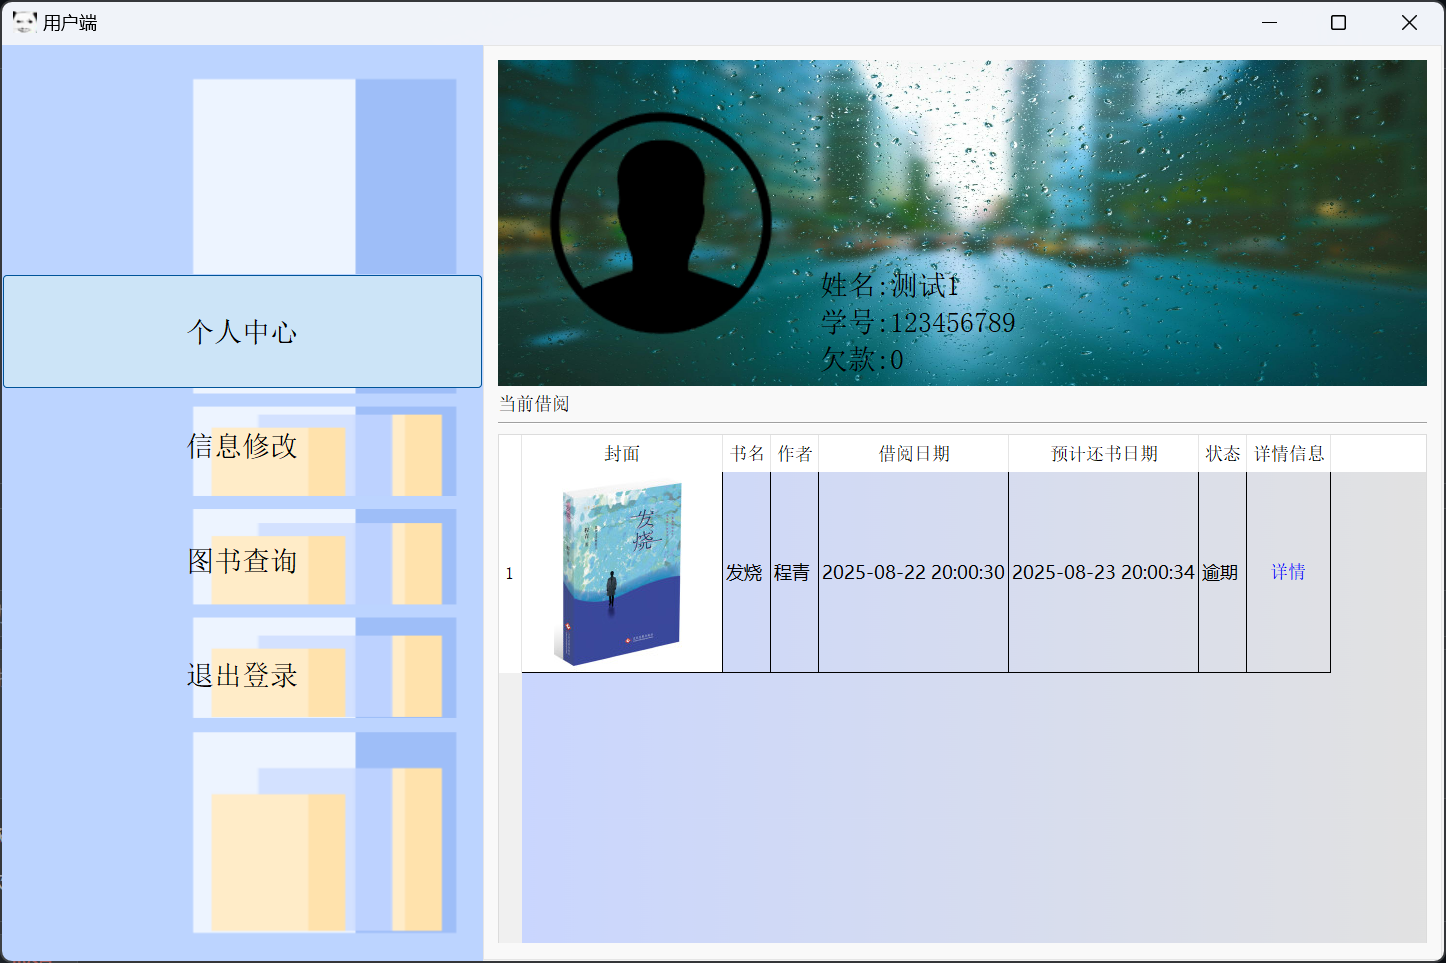 用户端
个人中心
信息修改
图书查询
退出登录
姓名:测试1
学号:123456789
欠款:0
当前借阅
封面 书名 作者 借阅日期 预计还书日期 状态 详情信息
1 发烧 发烧 程青 2025-08-22 20:00:30 2025-08-23 20:00:34 逾期 详情